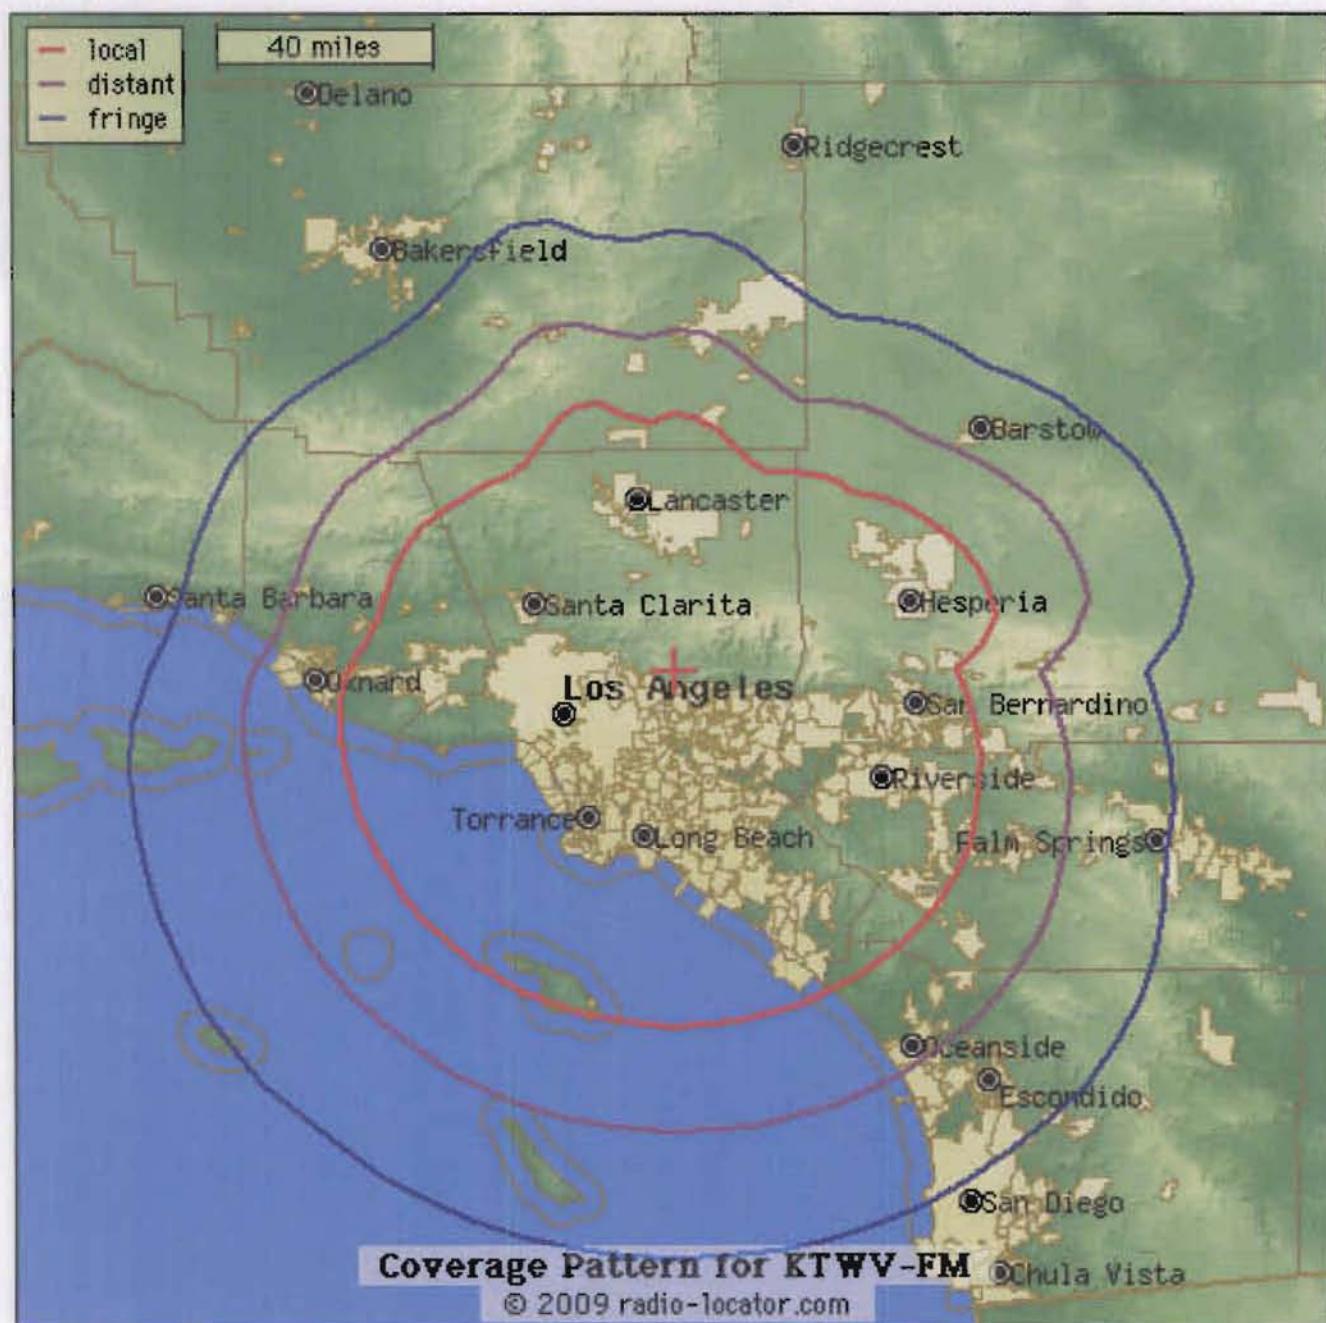 local
40 miles
distant
fringe
Delano
Ridgecrest
Bakersfield
Barstow
Lancaster
Santa Barbara
Santa Clarita
Hesperia
Oxnard
Los Angeles
San Bernardino
Riverside
Torrance
Long Beach
Palm Springs
Oceanside
Escondido
San Diego
Coverage Pattern for KTWV-FM
Chula Vista
© 2009 radio-locator.com